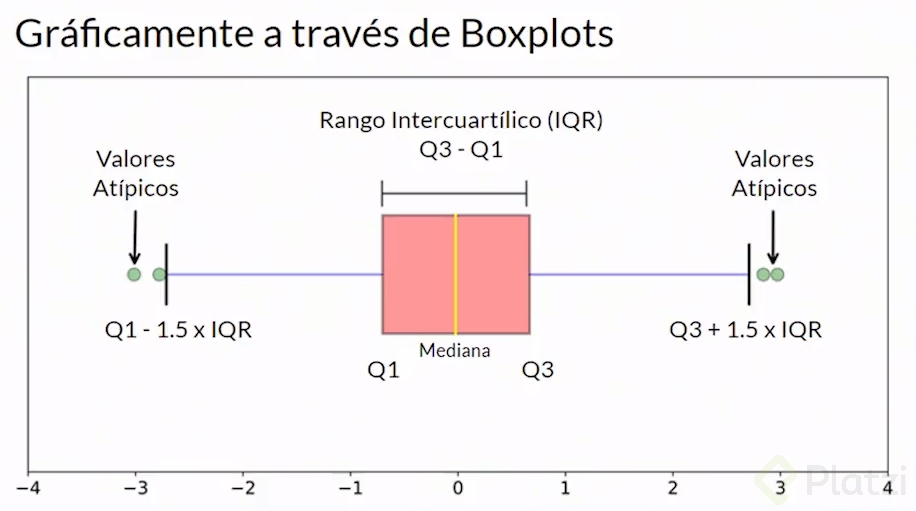 Gráficamente a través de Boxplots
Rango Intercuartílico (IQR)
Q3 - Q1
Valores
Atípicos
Valores
Atípicos
Q1 - 1.5 x IQR
Q3 + 1.5 x IQR
Mediana
Q1
Q3
−4
−3
−2
−1
0
1
2
3
4
Platzi